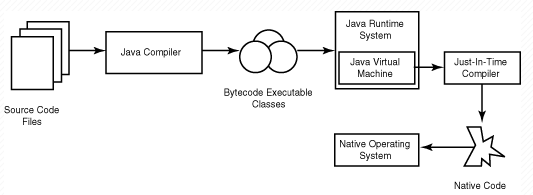 Source Code
Files
Java Compiler
Bytecode Executable
Classes
Java Runtime
System
Java Virtual
Machine
Just-In-Time
Compiler
Native Code
Native Operating
System